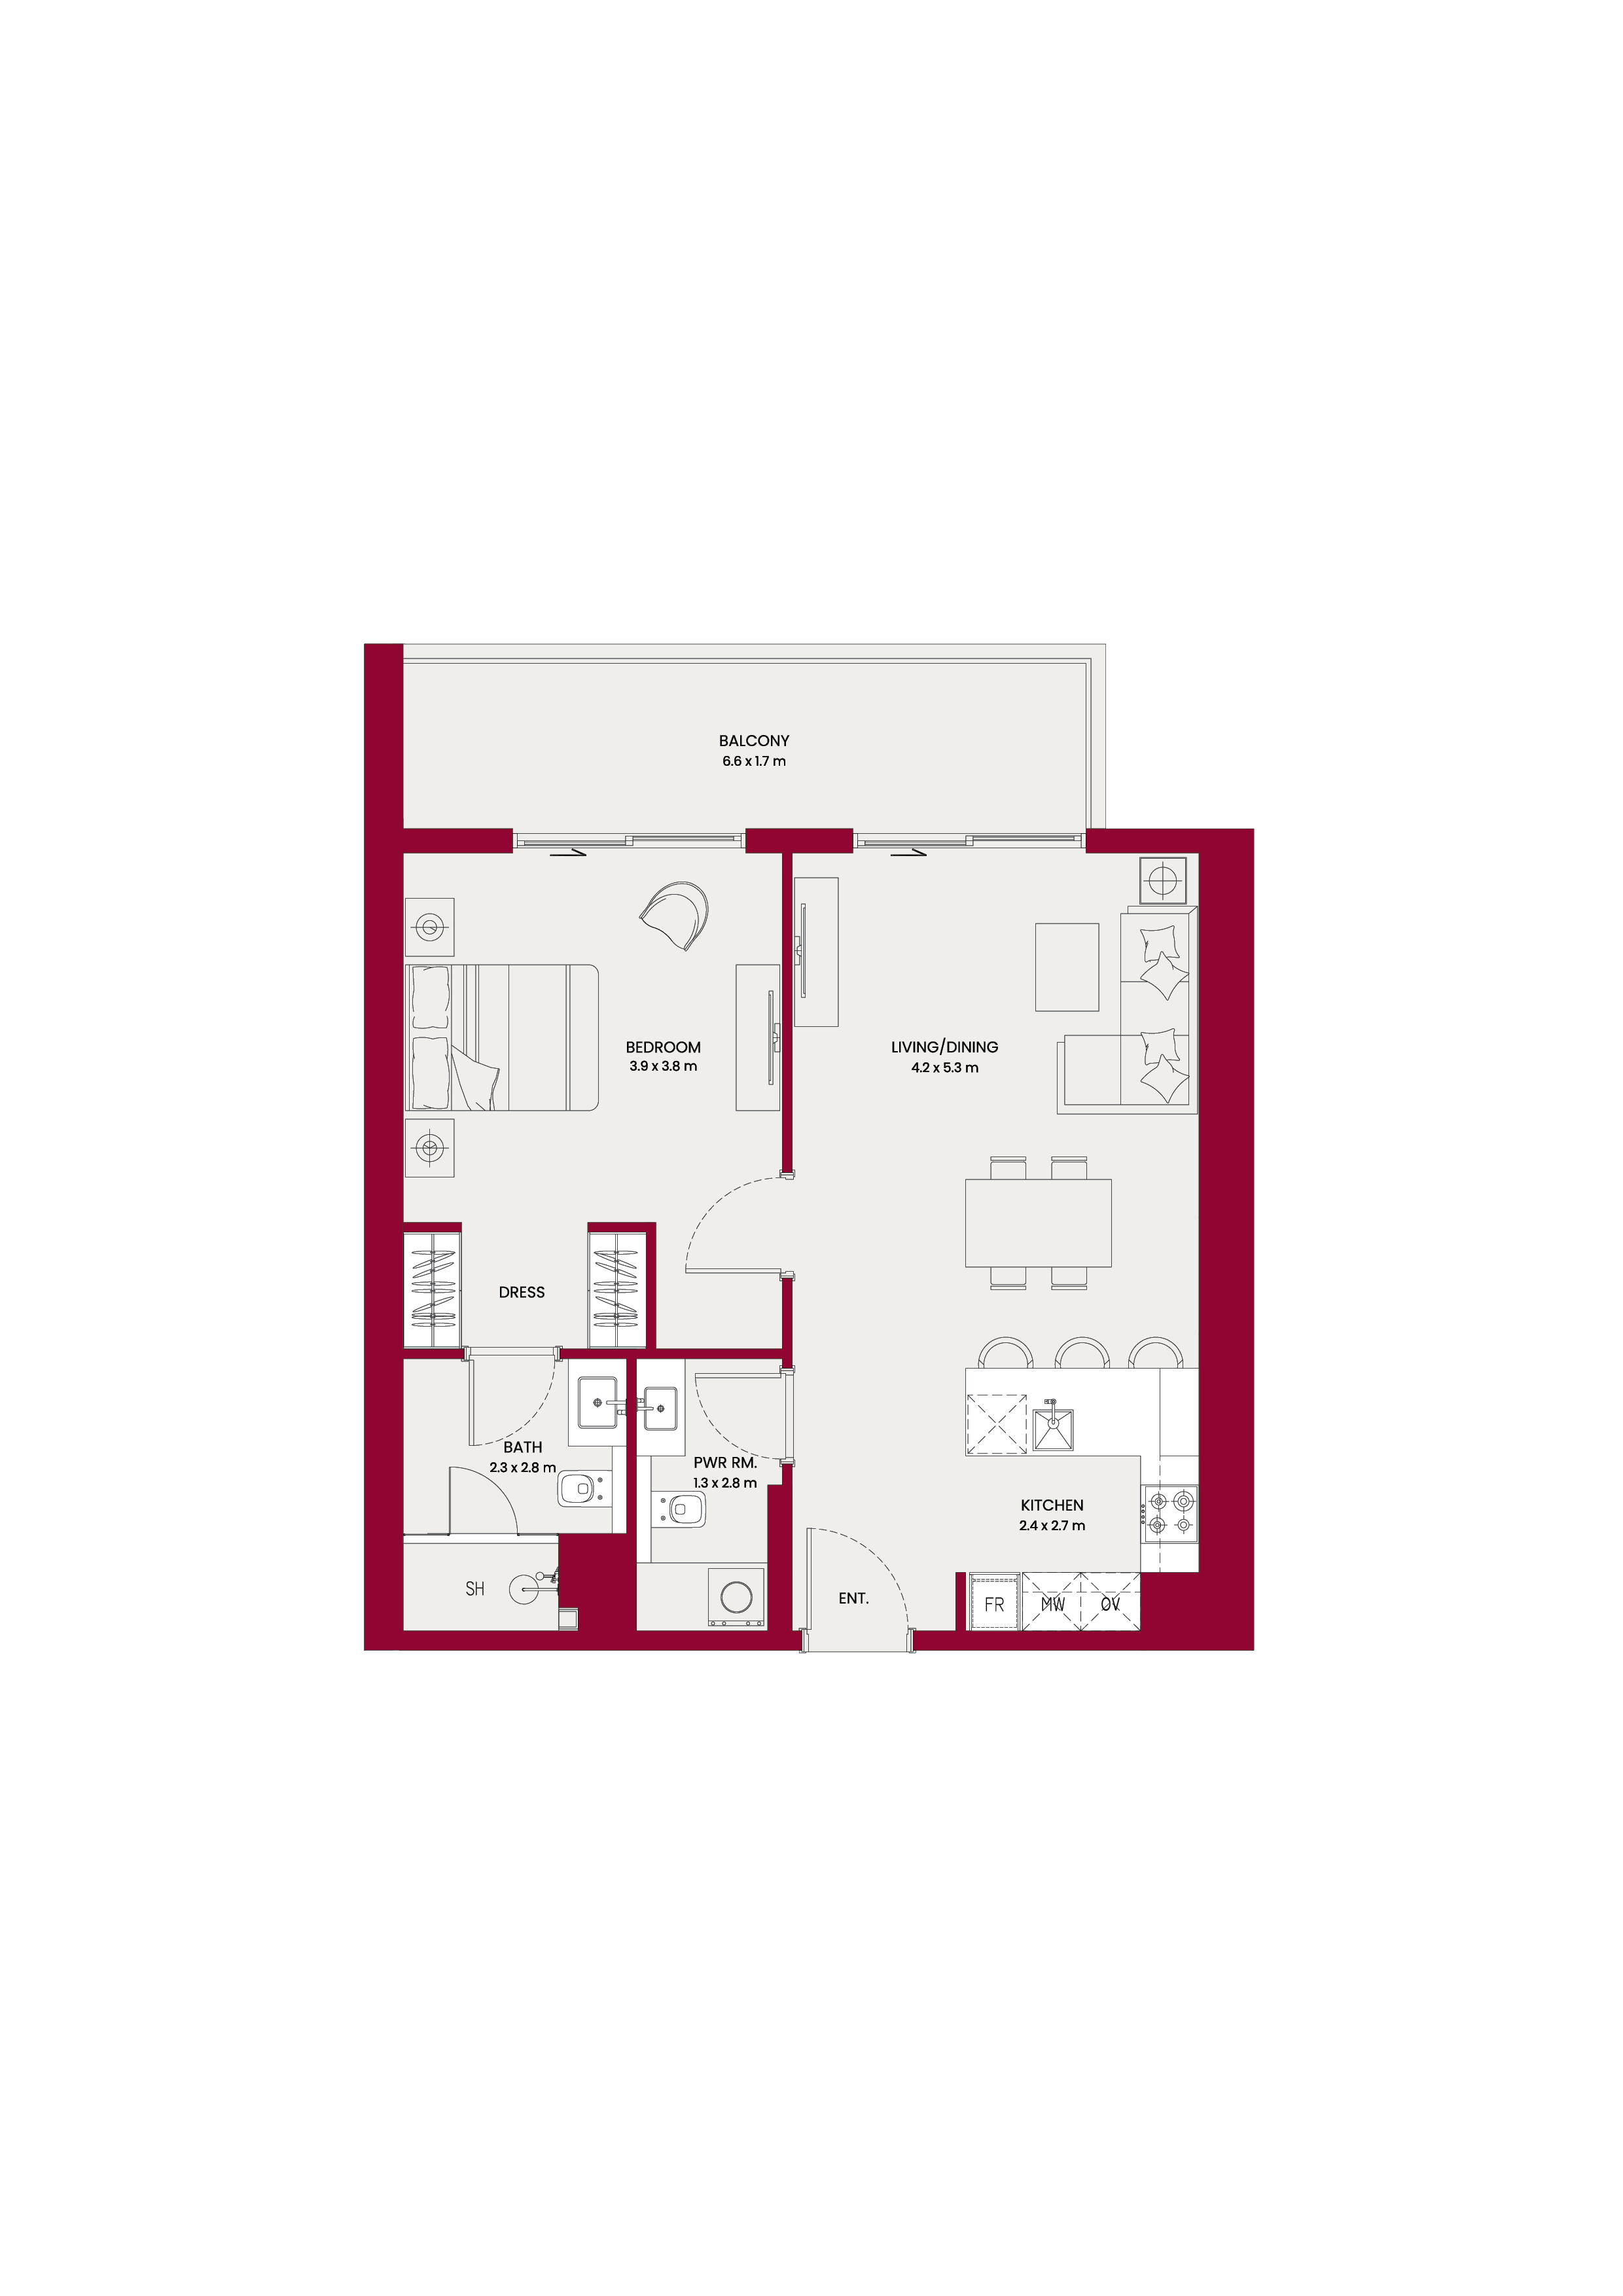 BALCONY
6.6 x 1.7 m
BEDROOM
3.9 x 3.8 m
LIVING/DINING
4.2 x 5.3 m
DRESS
BATH
2.3 x 2.8 m
PWR RM.
1.3 x 2.8 m
KITCHEN
2.4 x 2.7 m
SH
ENT.
FR
MW
OV